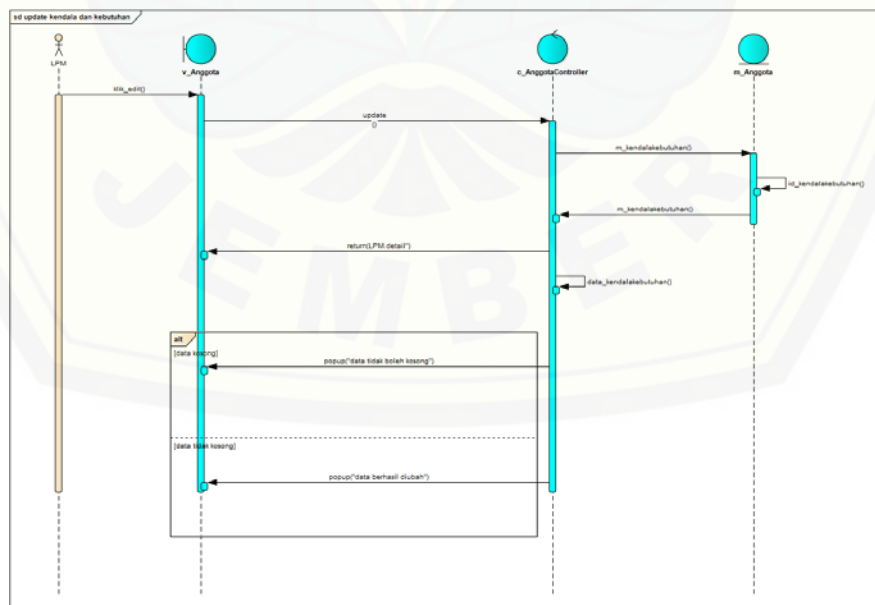 sd update kendala dan kebutuhan
LPM
v_Anggota
c_AnggotaController
m_Anggota
klik_edit()
update
()
m_kendalakebutuhan()
id_kendalakebutuhan()
m_kendalakebutuhan()
return(LPM.detail")
data_kendalakebutuhan()
alt
[data kosong]
popup("data tidak boleh kosong")
[data tidak kosong]
popup("data berhasil diubah")
JEMBER